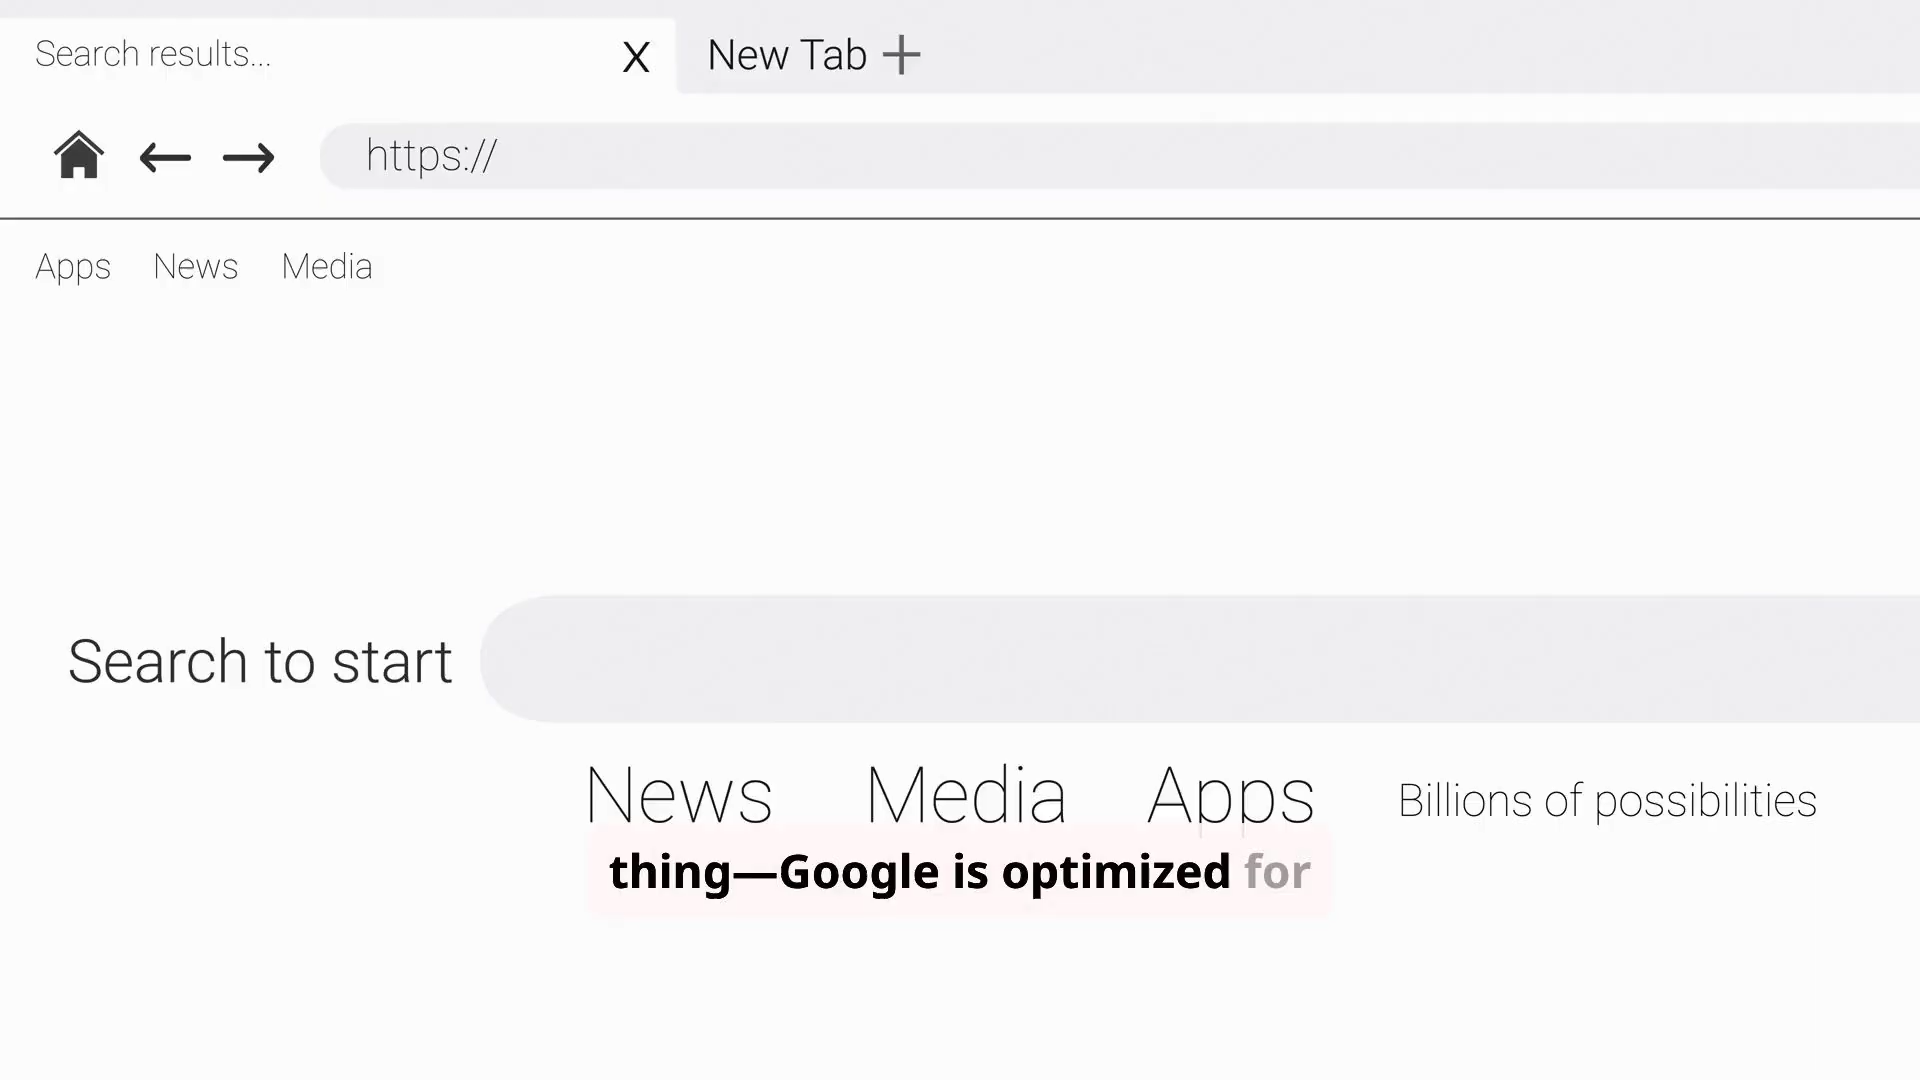 Search results... X New Tab +
https://
Apps News Media
Search to start
News Media Apps Billions of possibilities
thing—Google is optimized for